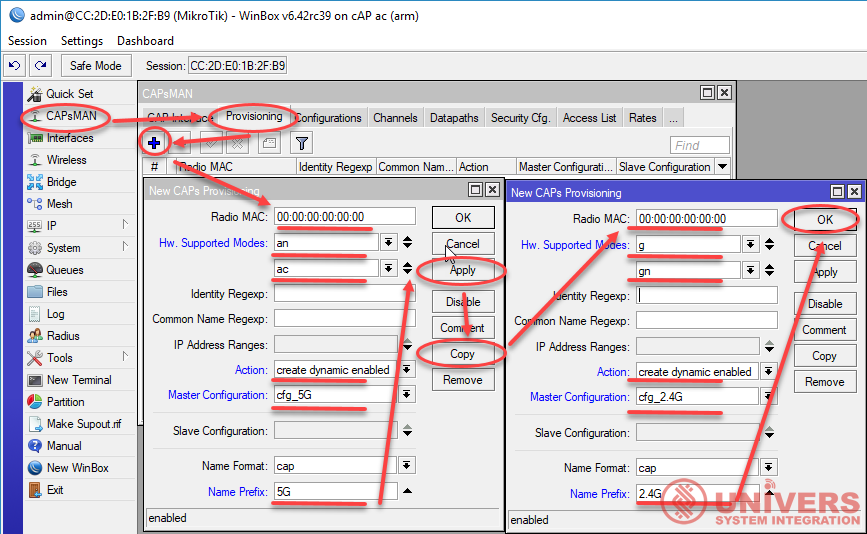 admin@CC:2D:E0:1B:2F:B9 (MikroTik) - WinBox v6.42rc39 on cAP ac (arm)
Session Settings Dashboard
Safe Mode Session: CC:2D:E0:1B:2F:B9
Quick Set
CAPsMAN
Interfaces
Wireless
Bridge
Mesh
IP
System
Queues
Files
Log
Radius
Tools
New Terminal
Partition
Make Supout.rif
Manual
New WinBox
Exit
CAPsMAN
CAP Interface Provisioning Configurations Channels Datapaths Security Cfg. Access List Rates ...
Find
# Radio MAC Identity Regexp Common Nam... Action Master Configurati... Slave Configuration
New CAPs Provisioning
Radio MAC: 00:00:00:00:00:00
Hw. Supported Modes: an
ac
Identity Regexp:
Common Name Regexp:
IP Address Ranges:
Action: create dynamic enabled
Master Configuration: cfg_5G
Slave Configuration:
Name Format: cap
Name Prefix: 5G
enabled
OK
Cancel
Apply
Disable
Comment
Copy
Remove
New CAPs Provisioning
Radio MAC: 00:00:00:00:00:00
Hw. Supported Modes: g
gn
Identity Regexp:
Common Name Regexp:
IP Address Ranges:
Action: create dynamic enabled
Master Configuration: cfg_2.4G
Slave Configuration:
Name Format: cap
Name Prefix: 2.4G
enabled
OK
Cancel
Apply
Disable
Comment
Copy
Remove
UNIVERS
SYSTEM INTEGRATION